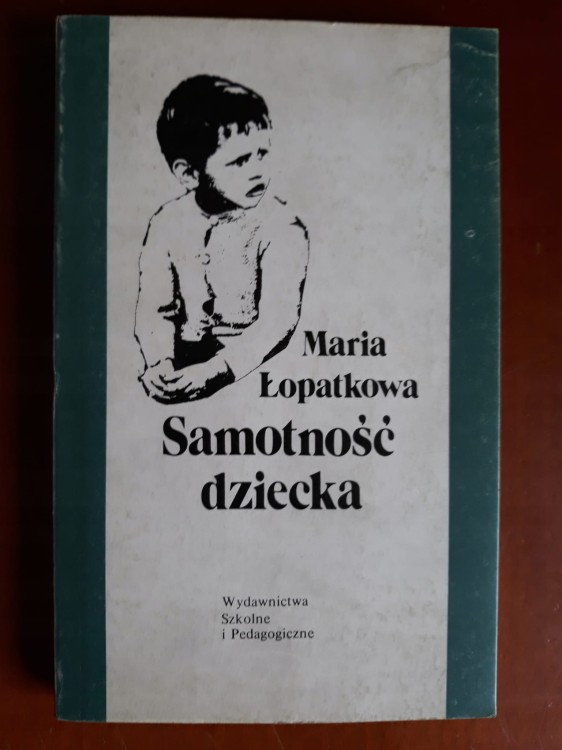 Maria
Łopatkowa
Samotność
dziecka
Wydawnictwa
Szkolne
i Pedagogiczne